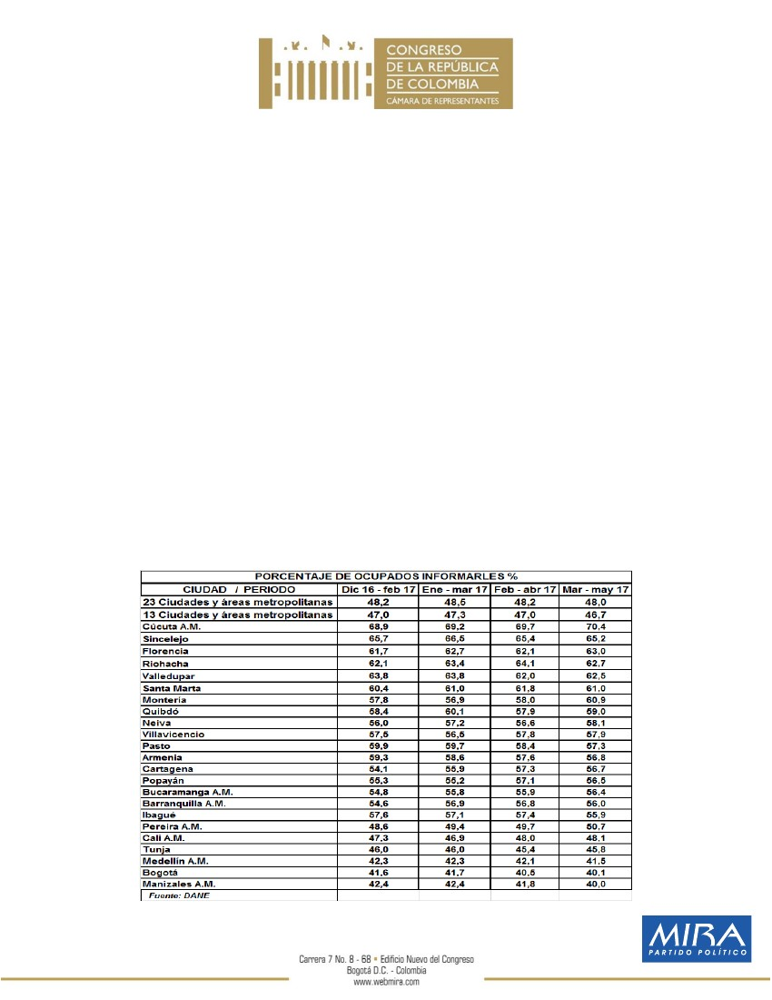 CONGRESO
DE LA REPÚBLICA
DE COLOMBIA
CÁMARA DE REPRESENTANTES
PORCENTAJE DE OCUPADOS INFORMARLES %
CIUDAD / PERIODO Dic 16 - feb 17 Ene - mar 17 Feb - abr 17 Mar - may 17
23 Ciudades y áreas metropolitanas 48,2 48,5 48,2 48,0
13 Ciudades y áreas metropolitanas 47,0 47,3 47,0 46,7
Cúcuta A.M. 68,9 69,2 69,7 70,4
Sincelejo 65,7 66,5 65,4 65,2
Florencia 61,7 62,7 62,1 63,0
Riohacha 62,1 63,4 64,1 62,7
Valledupar 63,8 63,8 62,0 62,5
Santa Marta 60,4 61,0 61,8 61,0
Montería 57,8 56,9 58,0 60,9
Quibdó 58,4 60,1 57,9 59,0
Neiva 56,0 57,2 56,6 58,1
Villavicencio 57,5 56,5 57,8 57,9
Pasto 59,9 59,7 58,4 57,3
Armenia 59,3 58,6 57,6 56,8
Cartagena 54,1 55,9 57,3 56,7
Popayán 55,3 55,2 57,1 56,5
Bucaramanga A.M. 54,8 55,8 55,9 56,4
Barranquilla A.M. 54,6 56,9 56,8 56,0
Ibagué 57,6 57,1 57,4 55,9
Pereira A.M. 48,6 49,4 49,7 50,7
Cali A.M. 47,3 46,9 48,0 48,1
Tunja 46,0 46,0 45,4 45,8
Medellín A.M. 42,3 42,3 42,1 41,5
Bogotá 41,6 41,7 40,5 40,1
Manizales A.M. 42,4 42,4 41,8 40,0
Fuente: DANE
MIRA
PARTIDO POLÍTICO
Carrera 7 No. 8 - 68 • Edificio Nuevo del Congreso
Bogotá D.C. - Colombia
www.webmira.com